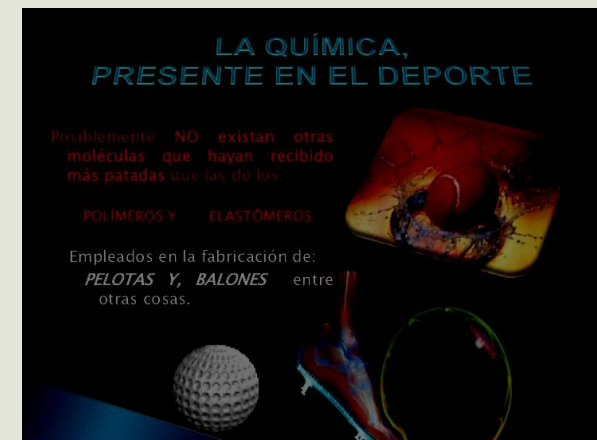 LA QUÍMICA,
PRESENTE EN EL DEPORTE
Posiblemente NO existan otras
moléculas que hayan recibido
más patadas que las de los:
POLÍMEROS Y ELASTÓMEROS
Empleados en la fabricación de:
PELOTAS Y, BALONES entre
otras cosas.